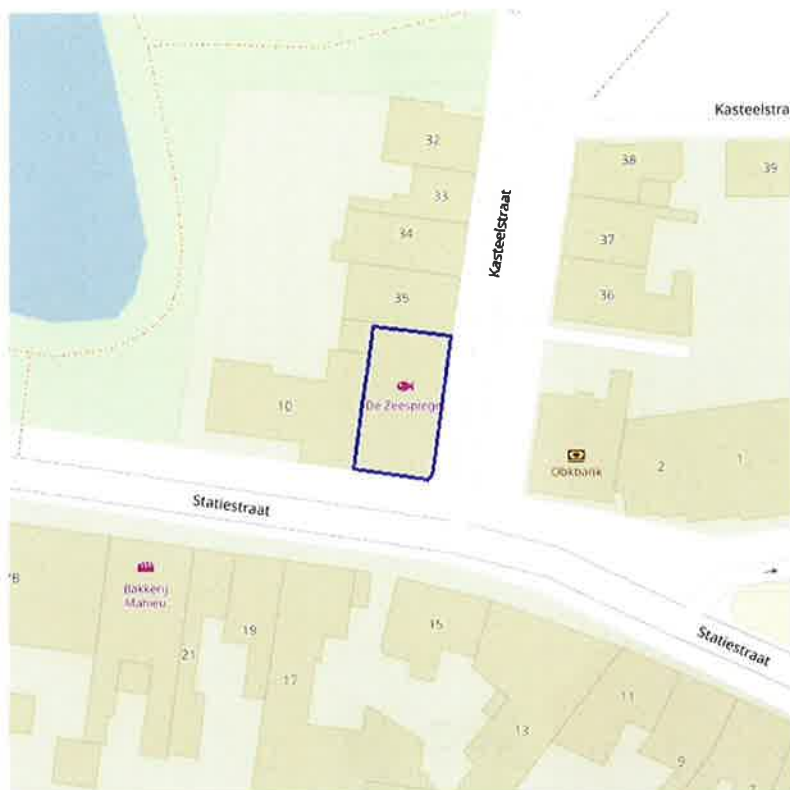 Kasteelstra
32
38
39
33
34
37
Kasteelstraat
35
36
De Zeespiegel
10
Obkbank
2
1
Statiestraat
Bakkerij
Mahieu
15
19
21
17
Statiestraat
11
13
9